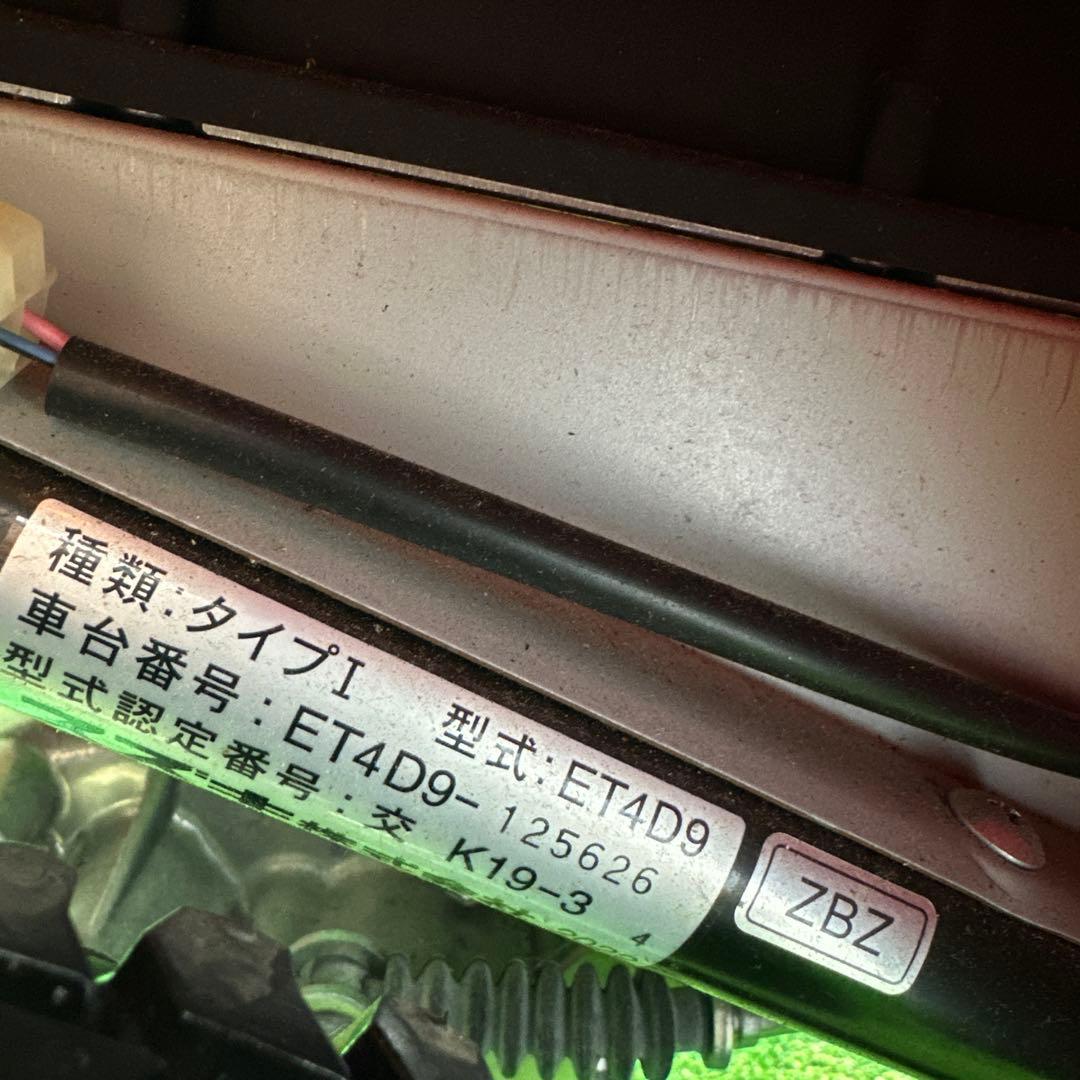 種類:タイプI 型式:ET4D9
車台番号:ET4D9-125626
型式認定番号:交 K19-3
4
ZBZ